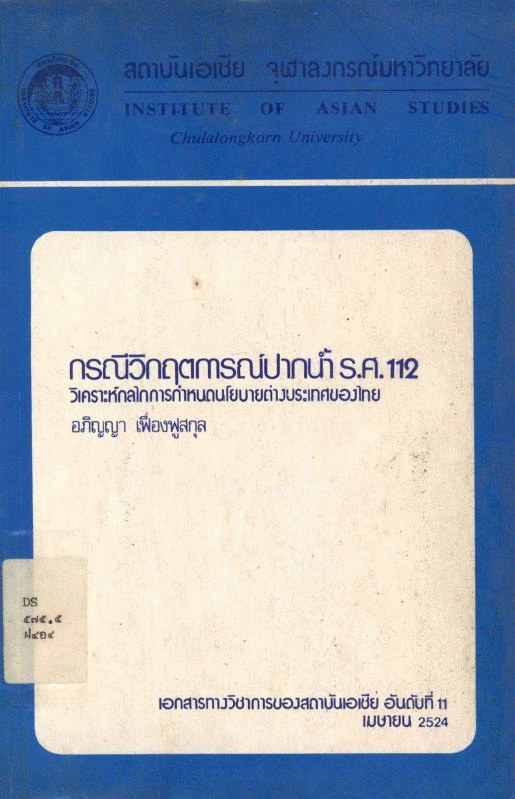 สถาบันเอเชีย จุฬาลงกรณ์มหาวิทยาลัย
INSTITUTE OF ASIAN STUDIES
Chulalongkorn University
กรณีวิกฤตการณ์ปากน้ำ ร.ศ.112
วิเคราะห์กลไกการกำหนดนโยบายต่างประเทศของไทย
อภิญญา เฟื่องฟูสกุล
DS
๕๗๕.๕
ฝ๔อ๔
เอกสารทางวิชาการของสถาบันเอเชีย อันดับที่ 11
เมษายน 2524